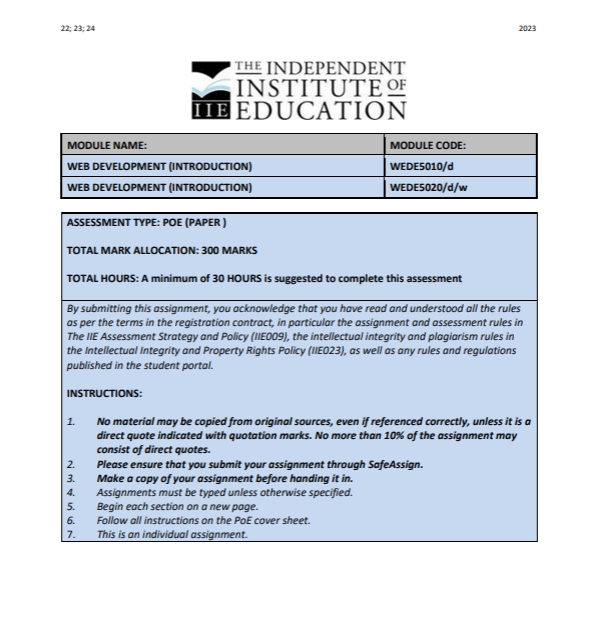 22; 23; 24 2023
THE INDEPENDENT
INSTITUTE OF
IIE EDUCATION
MODULE NAME: MODULE CODE:
WEB DEVELOPMENT (INTRODUCTION) WEDE5010/d
WEB DEVELOPMENT (INTRODUCTION) WEDE5020/d/w
ASSESSMENT TYPE: POE (PAPER )
TOTAL MARK ALLOCATION: 300 MARKS
TOTAL HOURS: A minimum of 30 HOURS is suggested to complete this assessment
By submitting this assignment, you acknowledge that you have read and understood all the rules
as per the terms in the registration contract, in particular the assignment and assessment rules in
The IIE Assessment Strategy and Policy (IIE009), the intellectual integrity and plagiarism rules in
the Intellectual Integrity and Property Rights Policy (IIE023), as well as any rules and regulations
published in the student portal.
INSTRUCTIONS:
1. No material may be copied from original sources, even if referenced correctly, unless it is a
direct quote indicated with quotation marks. No more than 10% of the assignment may
consist of direct quotes.
2. Please ensure that you submit your assignment through SafeAssign.
3. Make a copy of your assignment before handing it in.
4. Assignments must be typed unless otherwise specified.
5. Begin each section on a new page.
6. Follow all instructions on the PoE cover sheet.
7. This is an individual assignment.